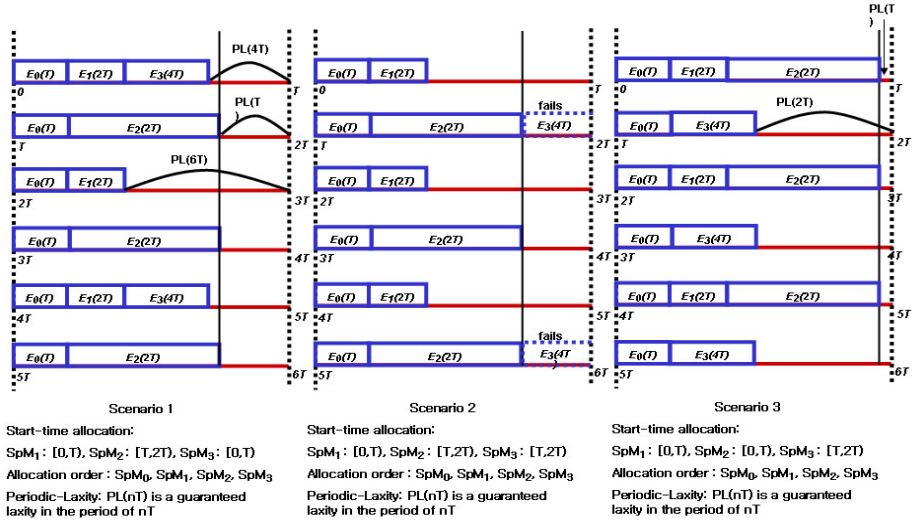 PL(T
)
PL(4T)
E₀(T) E₁(2T) E₃(4T)
0 T
PL(T
)
E₀(T) E₂(2T)
T 2T
PL(6T)
E₀(T) E₁(2T)
2T 3T
E₀(T) E₂(2T)
3T 4T
E₀(T) E₁(2T) E₃(4T)
4T 5T
E₀(T) E₂(2T)
5T 6T
Scenario 1
Start-time allocation:
SpM₁ : [0,T), SpM₂ : [T,2T), SpM₃ : [0,T)
Allocation order : SpM₀, SpM₁, SpM₂, SpM₃
Periodic-Laxity: PL(nT) is a guaranteed
laxity in the period of nT
E₀(T) E₁(2T)
0 T
fails
E₀(T) E₂(2T) E₃(4T)
T 2T
E₀(T) E₁(2T)
2T 3T
E₀(T) E₂(2T)
3T 4T
E₀(T) E₁(2T)
4T 5T
fails
E₀(T) E₂(2T) E₃(4T
)
5T 6T
Scenario 2
Start-time allocation:
SpM₁ : [0,T), SpM₂ : [T,2T), SpM₃ : [T,2T)
Allocation order : SpM₀, SpM₁, SpM₂, SpM₃
Periodic-Laxity: PL(nT) is a guaranteed
laxity in the period of nT
E₀(T) E₁(2T) E₂(2T)
0 T
PL(2T)
E₀(T) E₃(4T)
T 2T
E₀(T) E₁(2T) E₂(2T)
2T 3T
E₀(T) E₃(4T)
3T 4T
E₀(T) E₁(2T) E₂(2T)
4T 5T
E₀(T) E₃(4T)
5T 6T
Scenario 3
Start-time allocation:
SpM₁ : [0,T), SpM₂ : [0,T), SpM₃ : [T,2T)
Allocation order : SpM₀, SpM₁, SpM₂, SpM₃
Periodic-Laxity: PL(nT) is a guaranteed
laxity in the period of nT